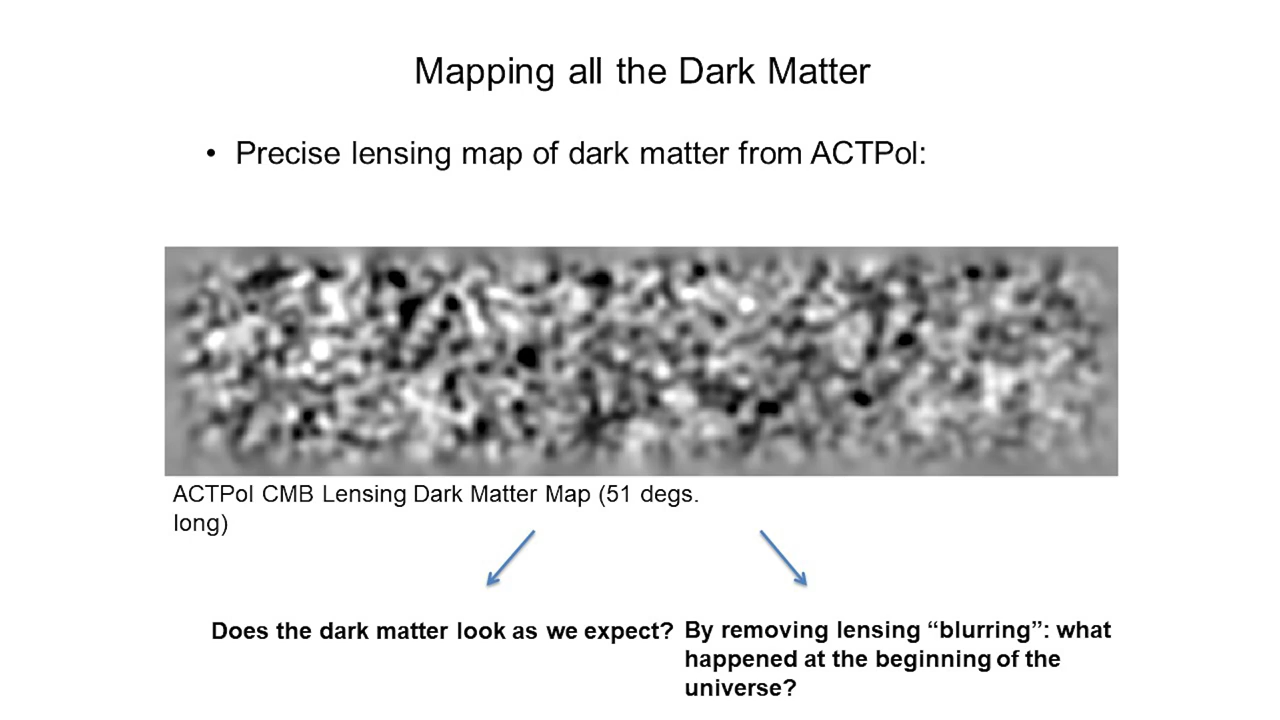 Mapping all the Dark Matter
• Precise lensing map of dark matter from ACTPol:
ACTPol CMB Lensing Dark Matter Map (51 degs.
long)
Does the dark matter look as we expect?
By removing lensing “blurring”: what
happened at the beginning of the
universe?